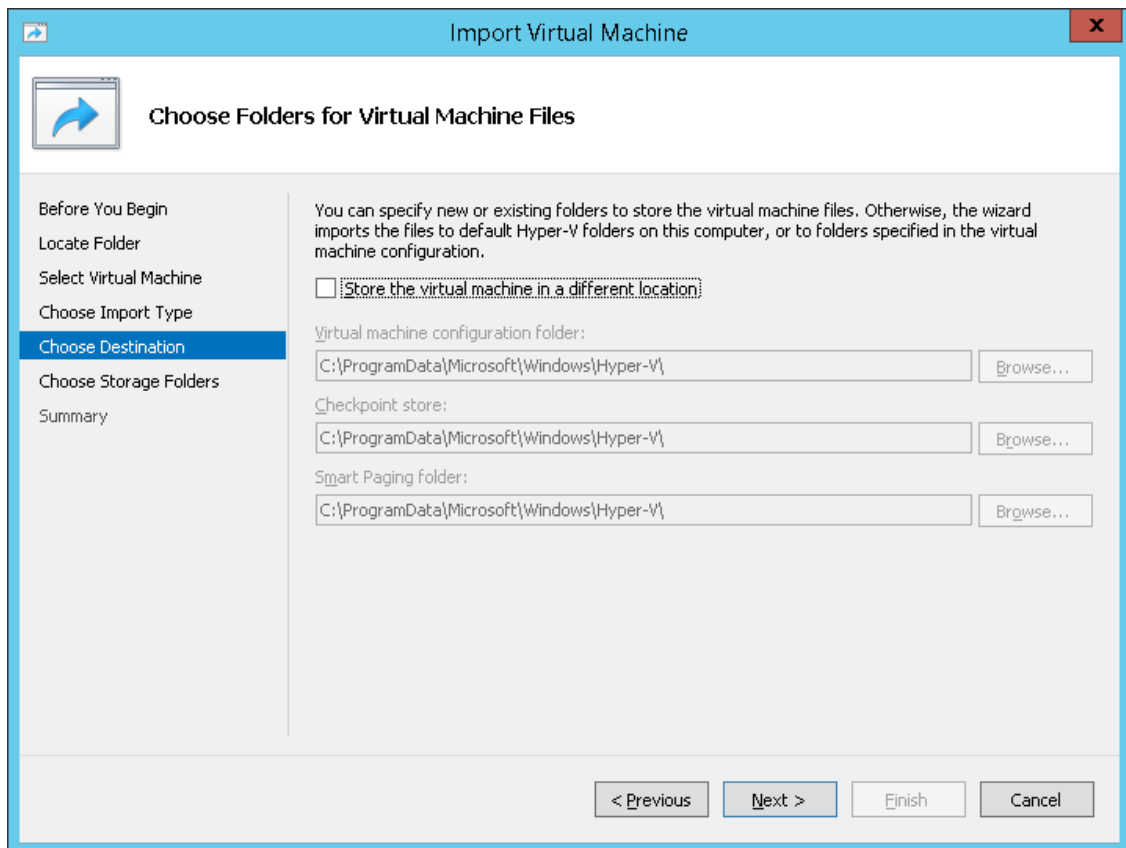 Import Virtual Machine
x
Choose Folders for Virtual Machine Files
Before You Begin
Locate Folder
Select Virtual Machine
Choose Import Type
Choose Destination
Choose Storage Folders
Summary
You can specify new or existing folders to store the virtual machine files. Otherwise, the wizard
imports the files to default Hyper-V folders on this computer, or to folders specified in the virtual
machine configuration.
Store the virtual machine in a different location
Virtual machine configuration folder:
C:\ProgramData\Microsoft\Windows\Hyper-V\
Browse...
Checkpoint store:
C:\ProgramData\Microsoft\Windows\Hyper-V\
Browse...
Smart Paging folder:
C:\ProgramData\Microsoft\Windows\Hyper-V\
Browse...
< Previous
Next >
Finish
Cancel